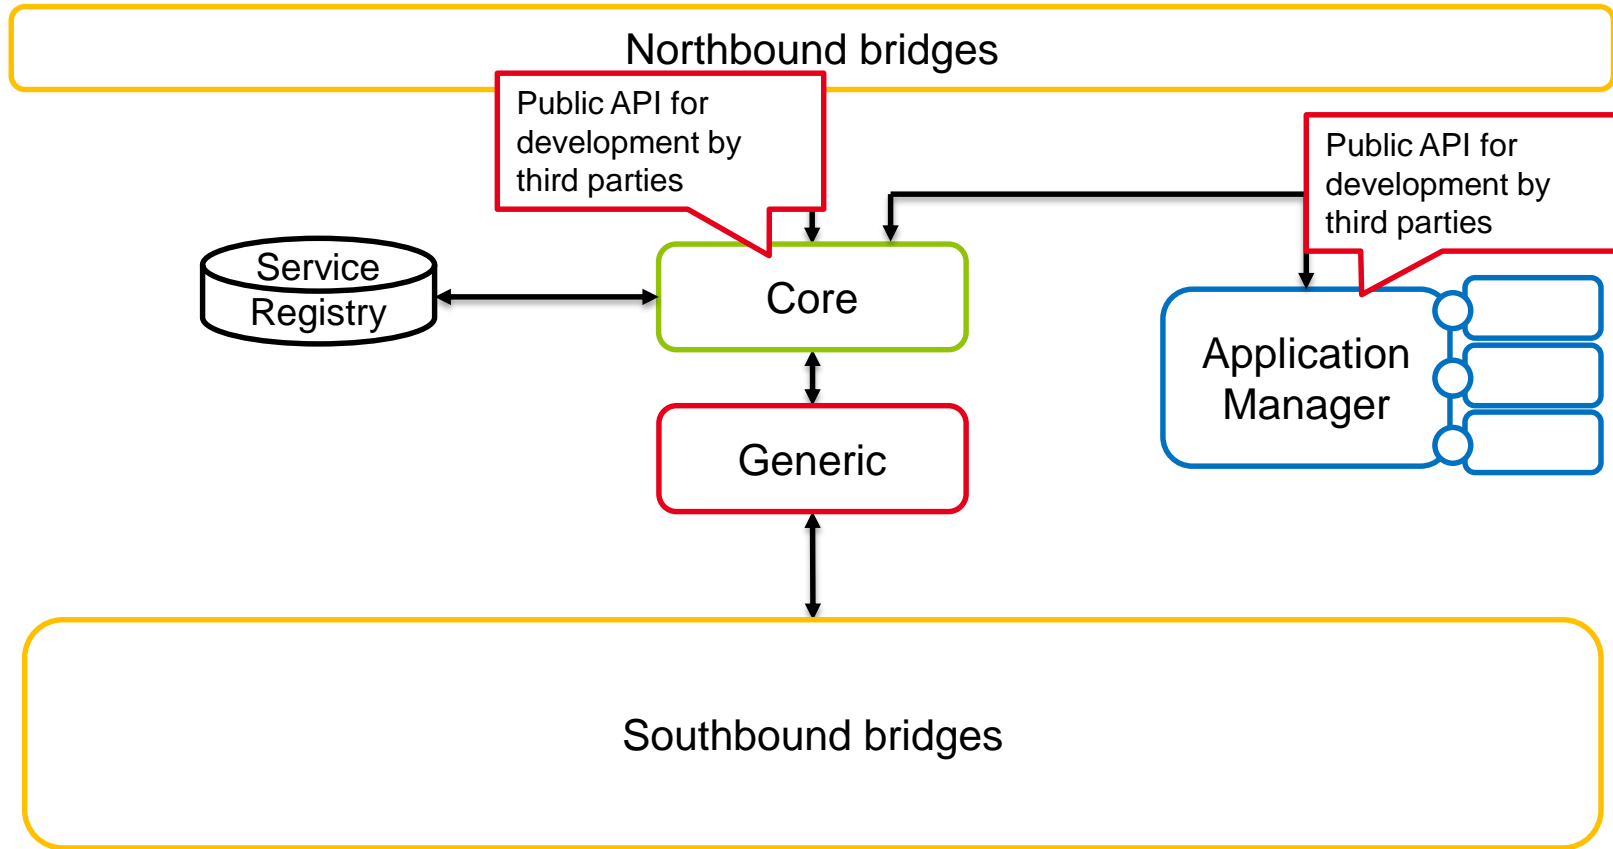 Northbound bridges
Public API for
development by
third parties
Public API for
development by
third parties
Service
Registry
Core
Application
Manager
Generic
Southbound bridges